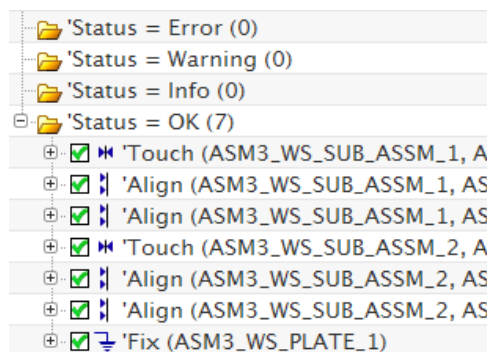 'Status = Error (0)
'Status = Warning (0)
'Status = Info (0)
'Status = OK (7)
'Touch (ASM3_WS_SUB_ASSM_1, A
'Align (ASM3_WS_SUB_ASSM_1, AS
'Align (ASM3_WS_SUB_ASSM_1, AS
'Touch (ASM3_WS_SUB_ASSM_2, A
'Align (ASM3_WS_SUB_ASSM_2, AS
'Align (ASM3_WS_SUB_ASSM_2, AS
'Fix (ASM3_WS_PLATE_1)